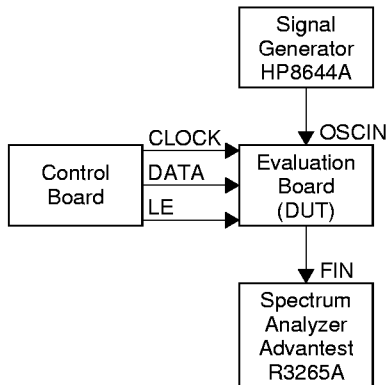 Signal
Generator
HP8644A
OSCIN
CLOCK
DATA
LE
Control
Board
Evaluation
Board
(DUT)
FIN
Spectrum
Analyzer
Advantest
R3265A